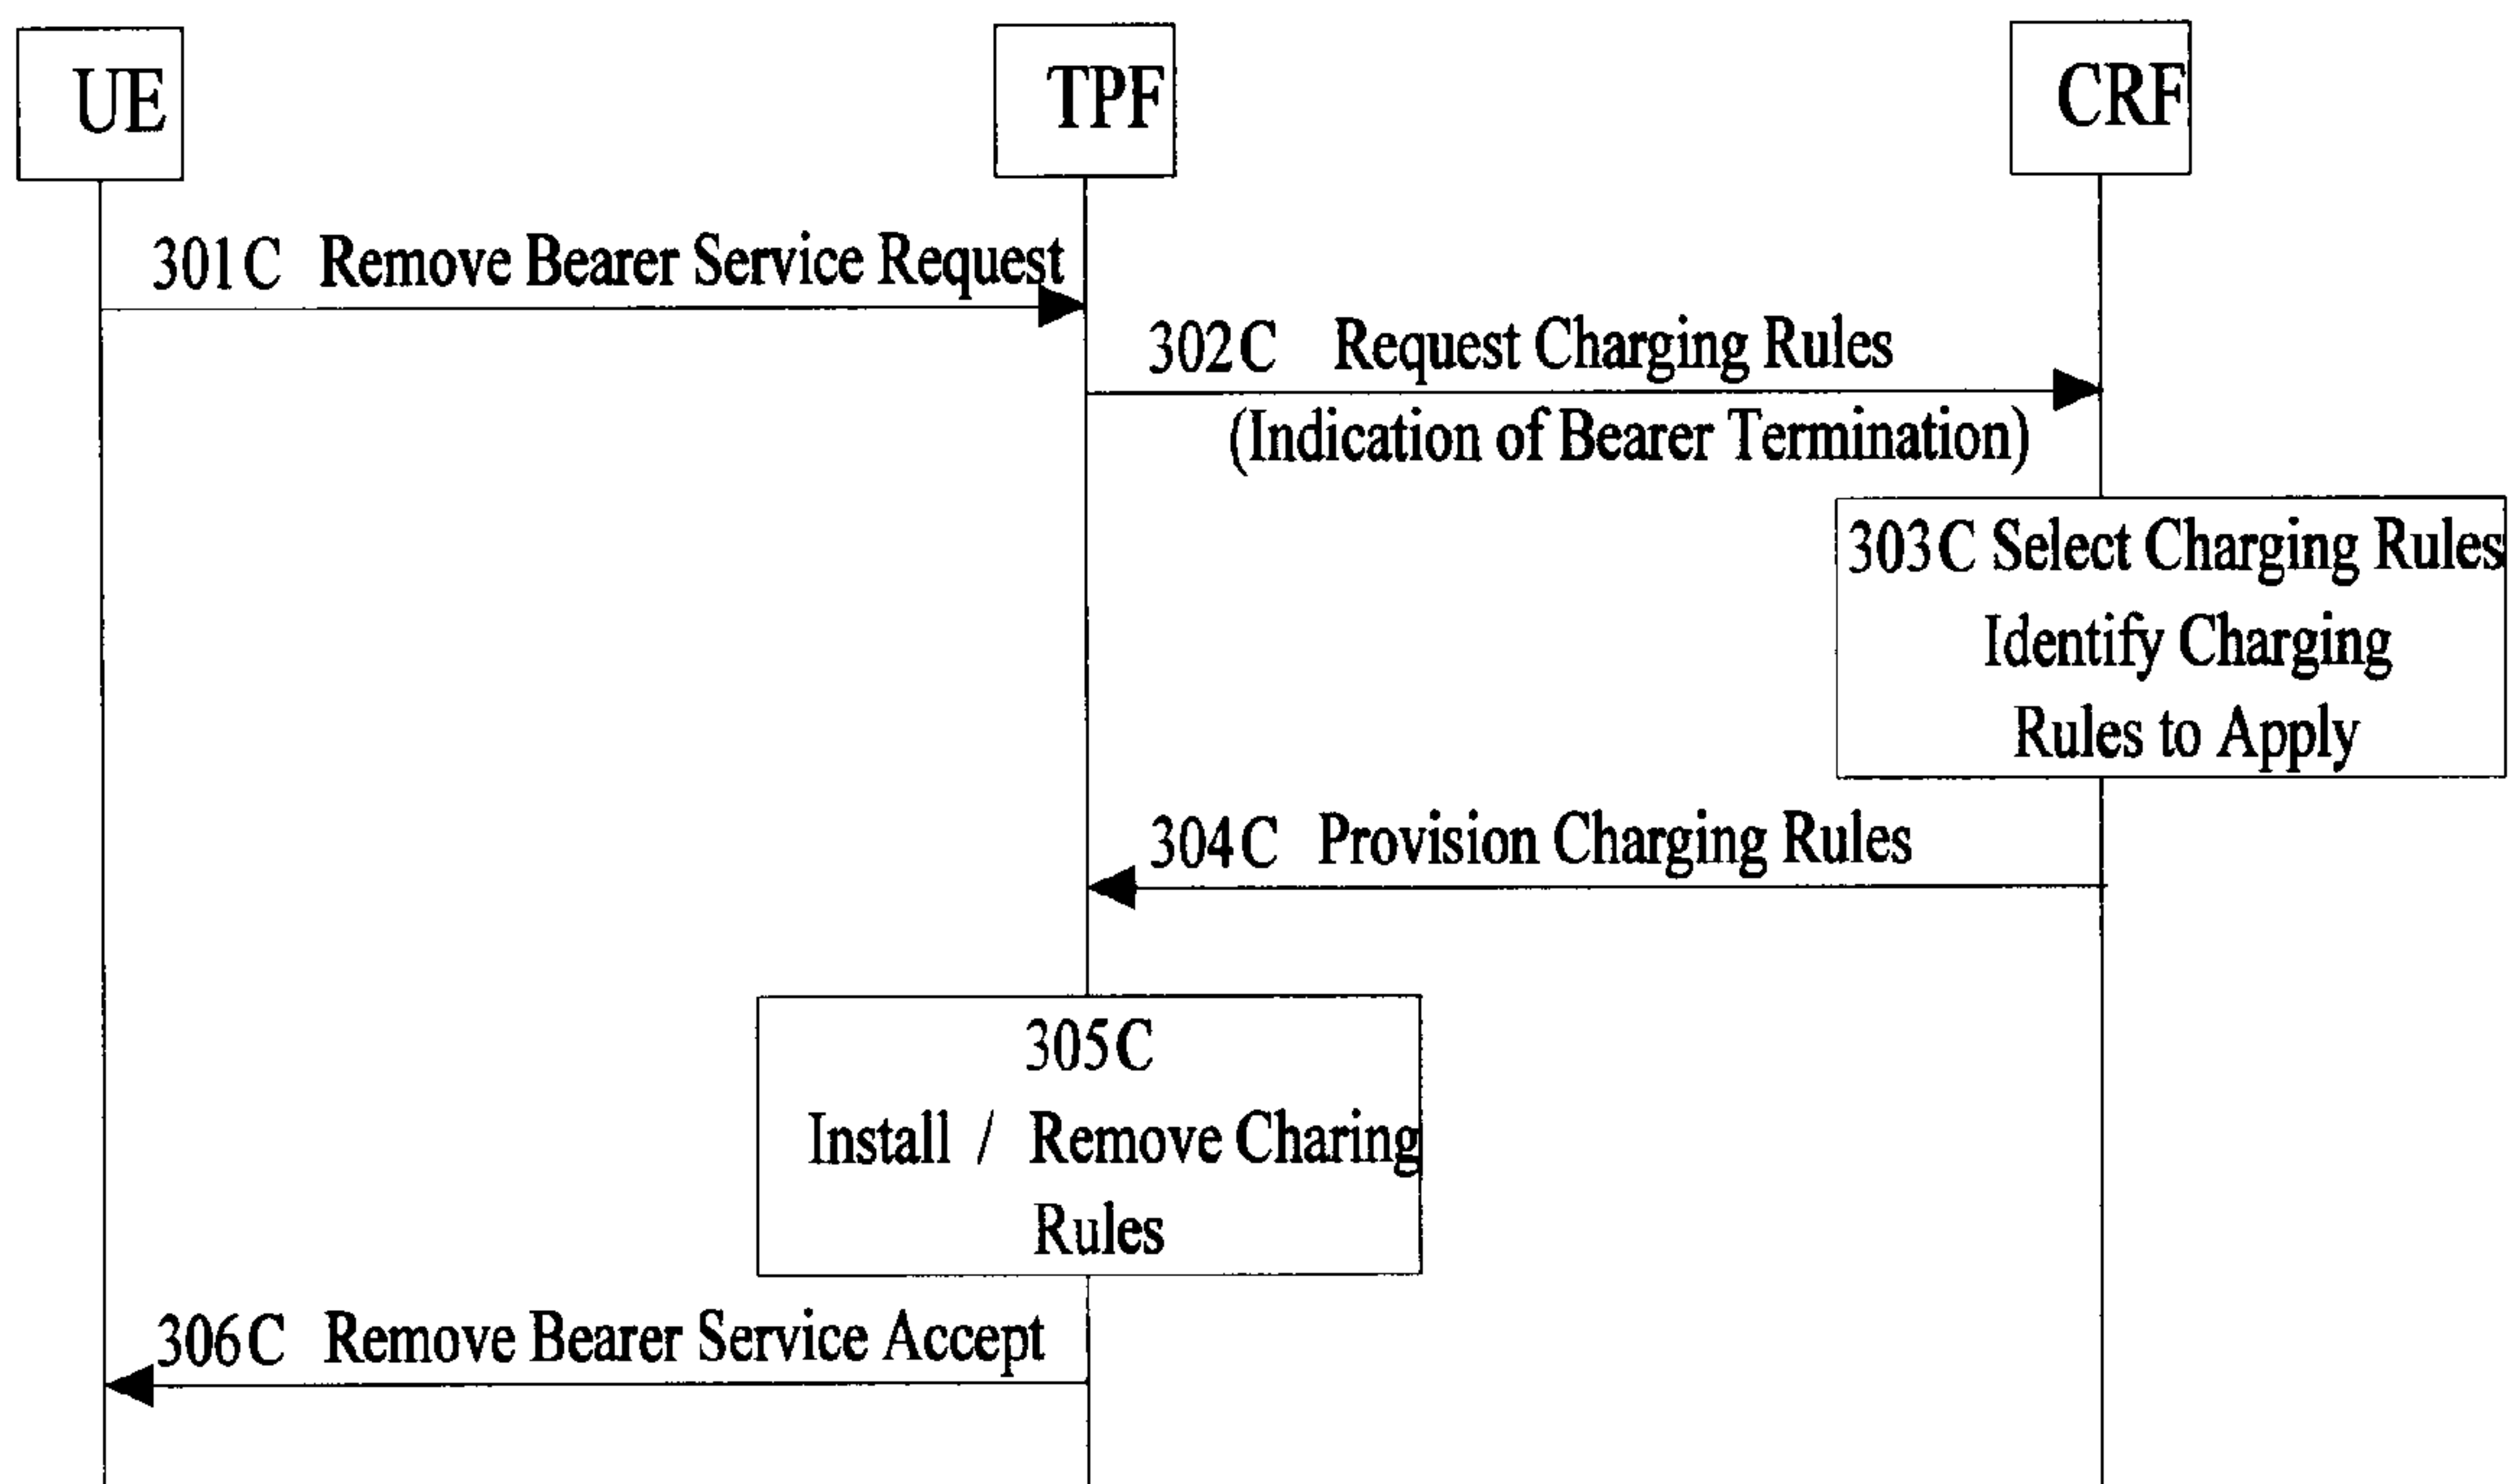 UE
TPF
CRF
301C Remove Bearer Service Request
302C Request Charging Rules
(Indication of Bearer Termination)
303C Select Charging Rules
Identify Charging
Rules to Apply
304C Provision Charging Rules
305C
Install / Remove Charing
Rules
306C Remove Bearer Service Accept